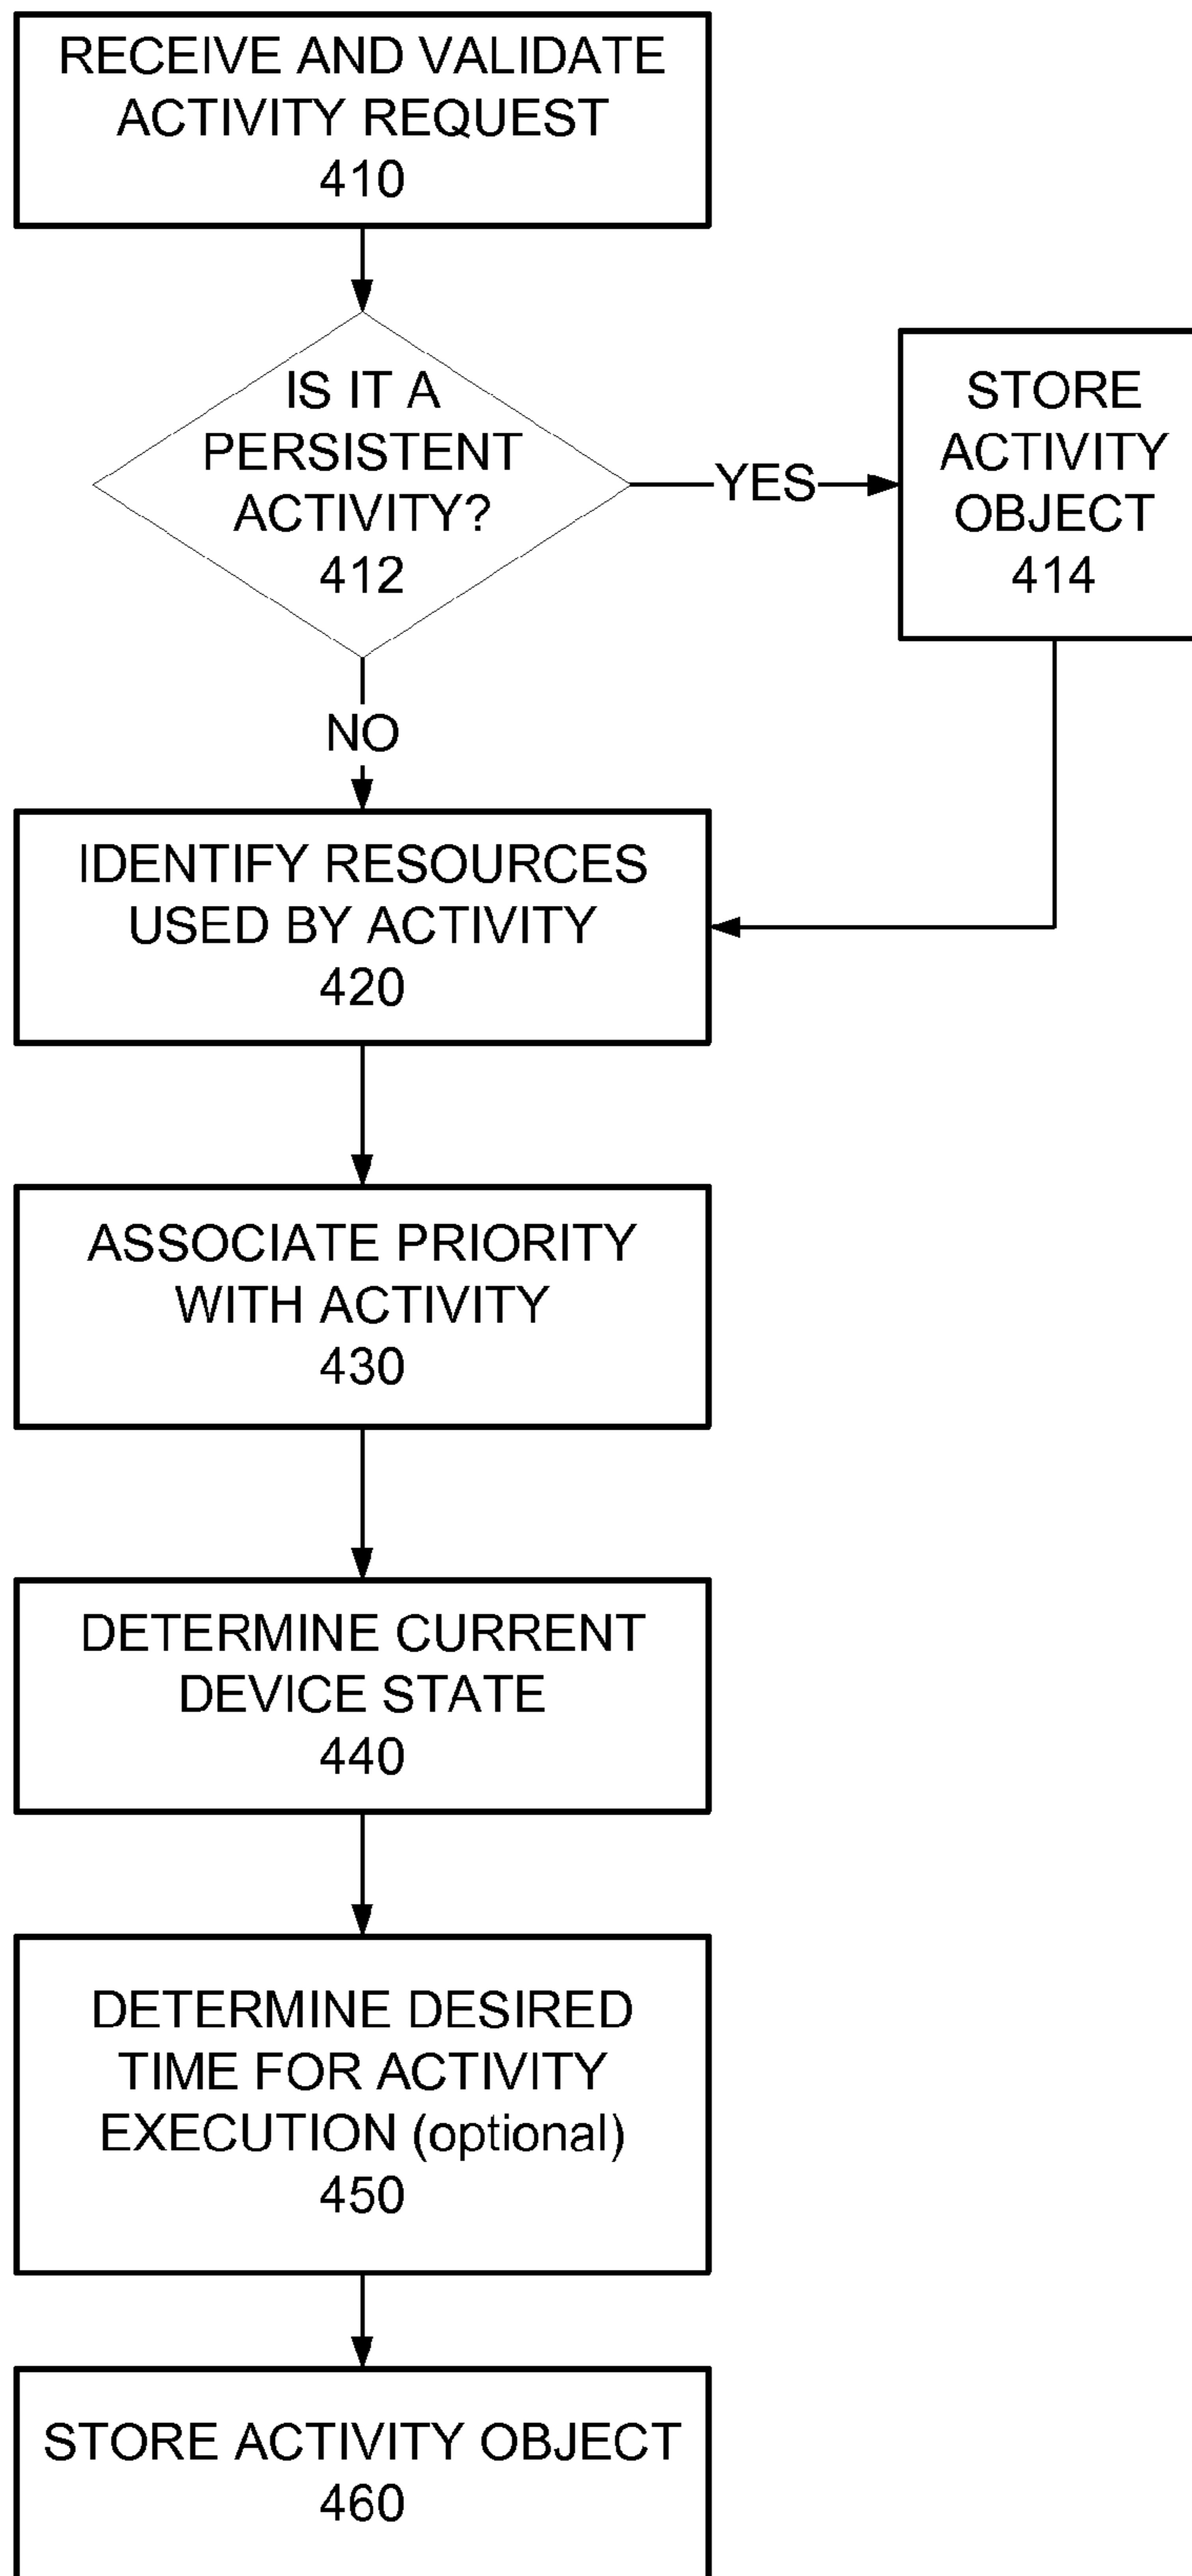 RECEIVE AND VALIDATE
ACTIVITY REQUEST
410
IS IT A
PERSISTENT
ACTIVITY?
412
YES
STORE
ACTIVITY
OBJECT
414
NO
IDENTIFY RESOURCES
USED BY ACTIVITY
420
ASSOCIATE PRIORITY
WITH ACTIVITY
430
DETERMINE CURRENT
DEVICE STATE
440
DETERMINE DESIRED
TIME FOR ACTIVITY
EXECUTION (optional)
450
STORE ACTIVITY OBJECT
460